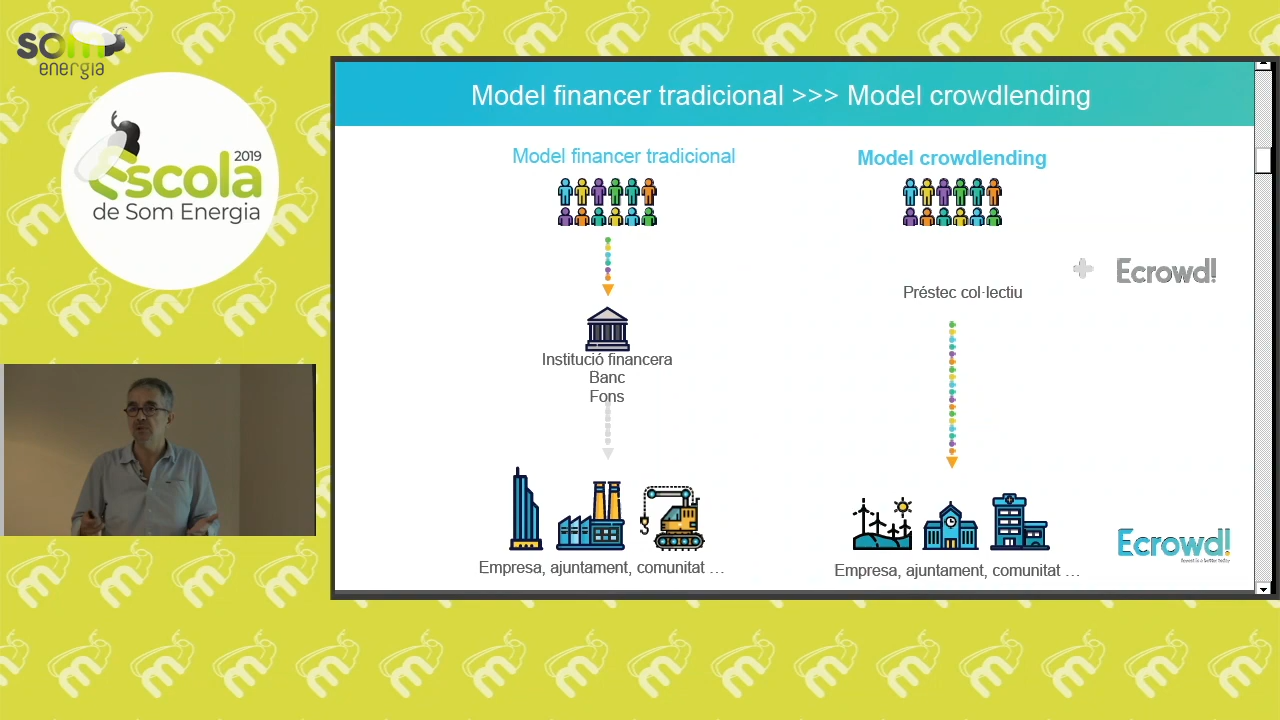 som
energia
2019
Escola
de Som Energia
Model financer tradicional >>> Model crowdlending
Model financer tradicional
Model crowdlending
Ecrowd!
Préstec col·lectiu
Institució financera
Banc
Fons
Empresa, ajuntament, comunitat …
Empresa, ajuntament, comunitat …
Ecrowd!